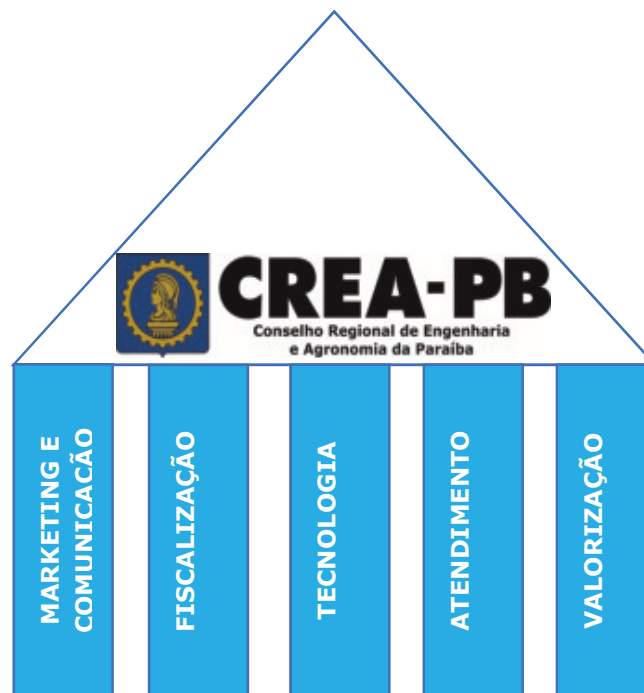 CREA-PB
Conselho Regional de Engenharia
e Agronomia da Paraíba
MARKETING E
COMUNICACÃO
FISCALIZAÇÃO
TECNOLOGIA
ATENDIMENTO
VALORIZAÇÃO